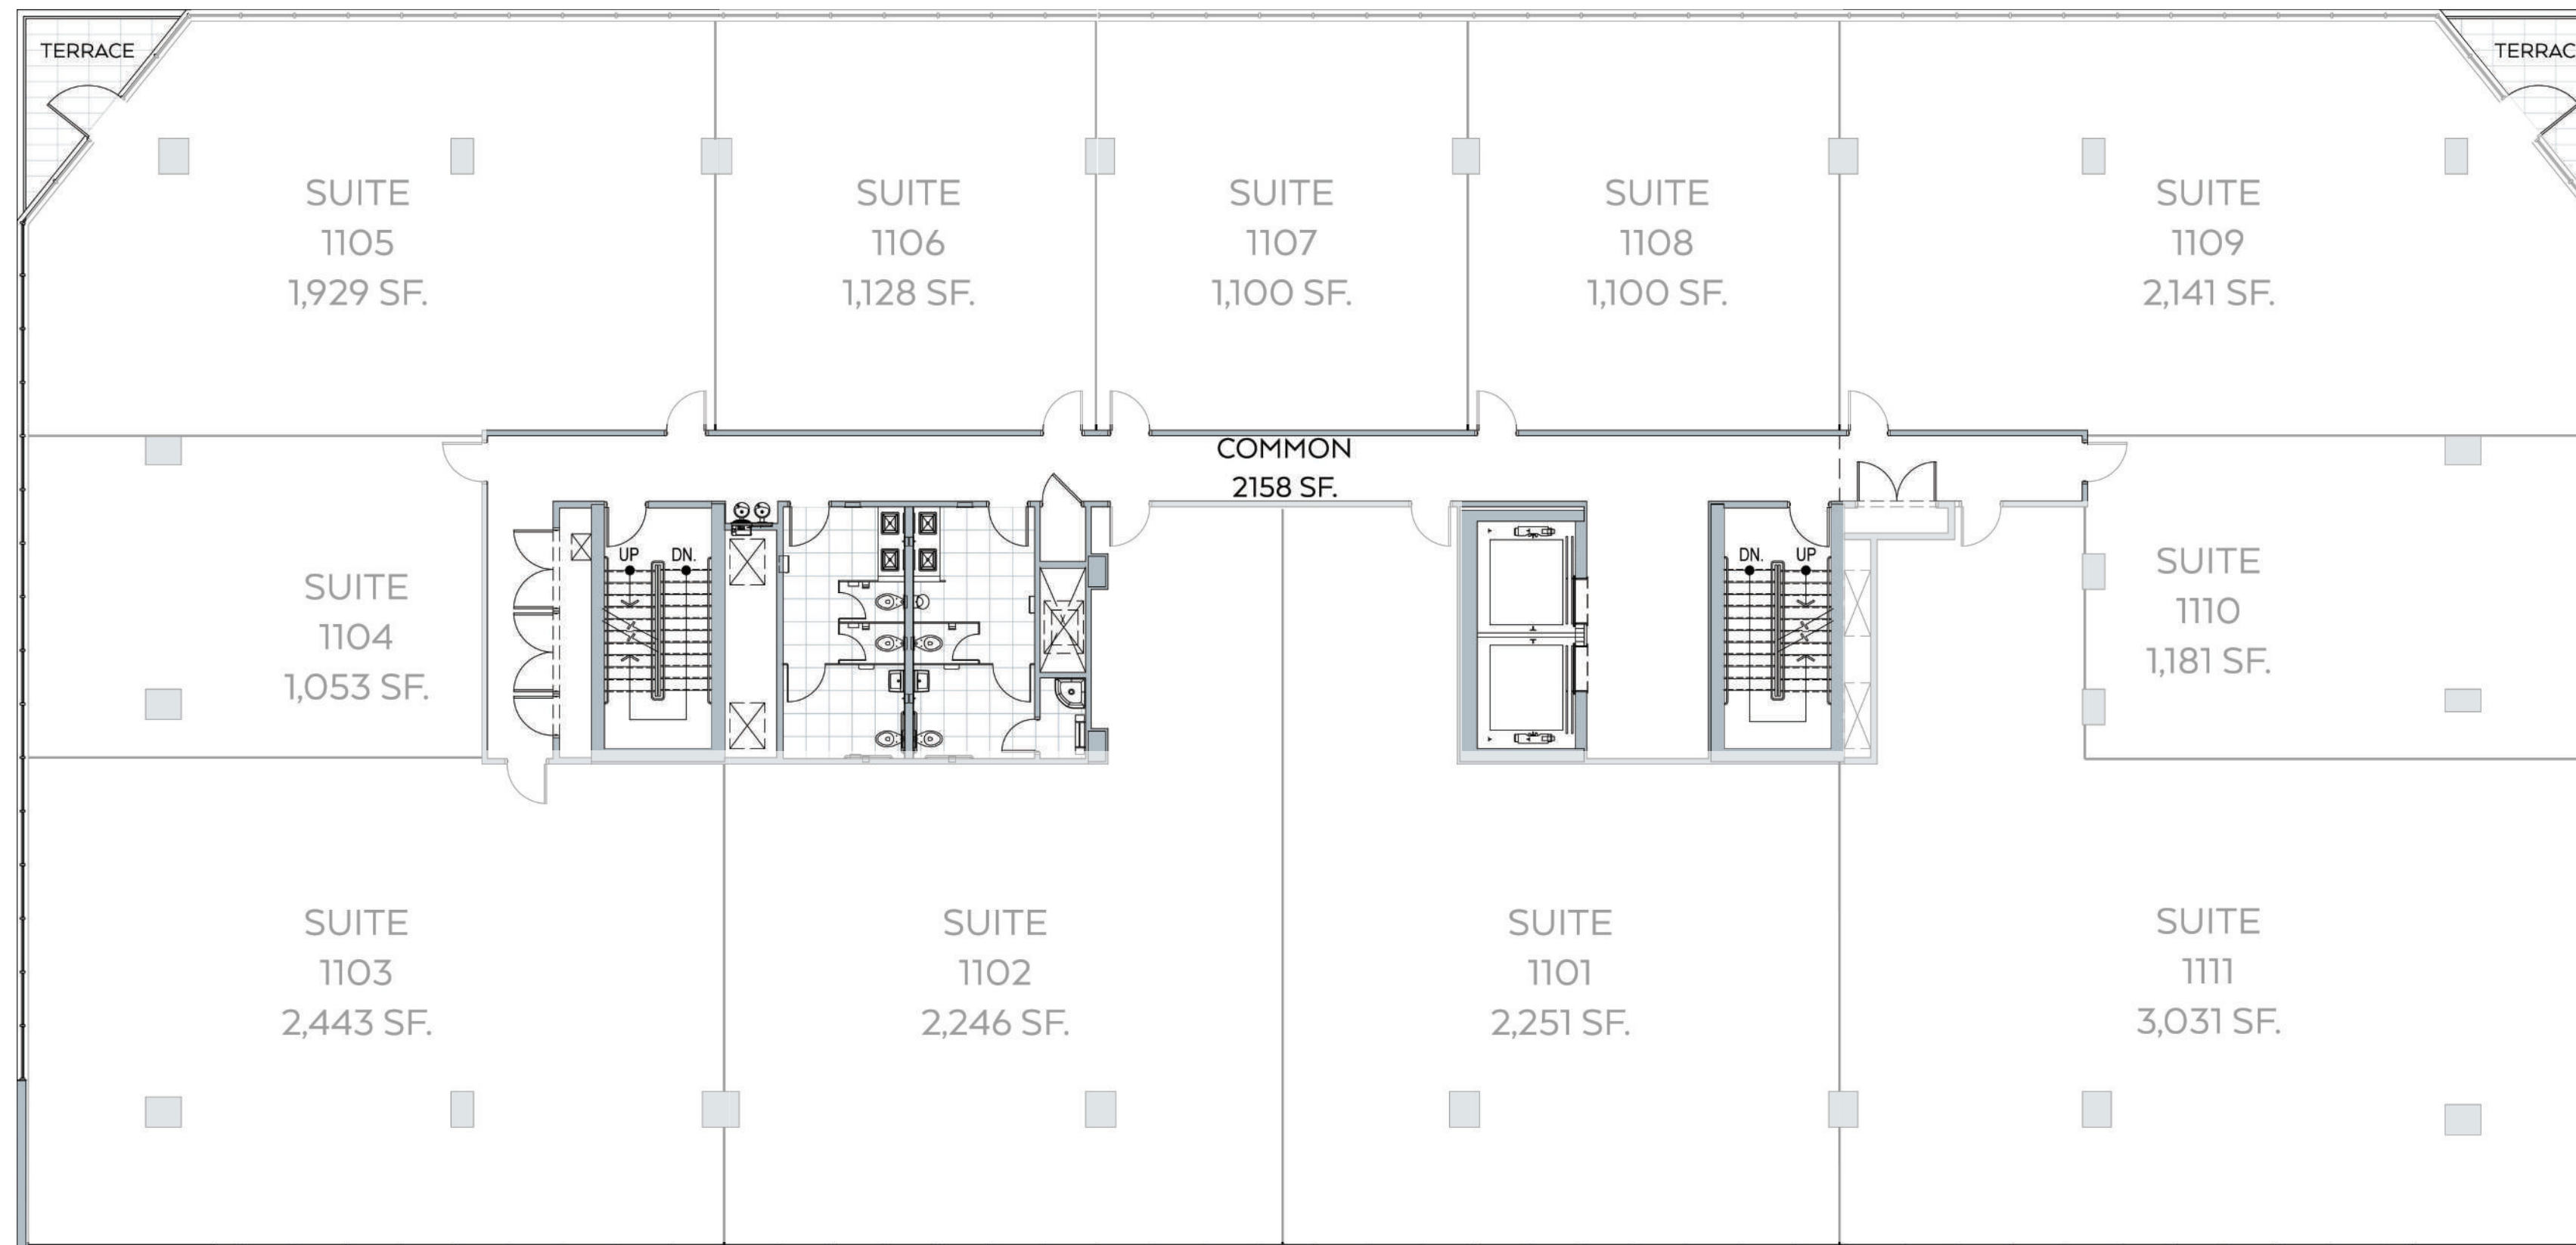 TERRACE
TERRAC
SUITE
1105
1,929 SF.
SUITE
1106
1,128 SF.
SUITE
1107
1,100 SF.
SUITE
1108
1,100 SF.
SUITE
1109
2,141 SF.
COMMON
2158 SF.
SUITE
1104
1,053 SF.
UP
DN.
DN.
UP
SUITE
1110
1,181 SF.
SUITE
1103
2,443 SF.
SUITE
1102
2,246 SF.
SUITE
1101
2,251 SF.
SUITE
1111
3,031 SF.